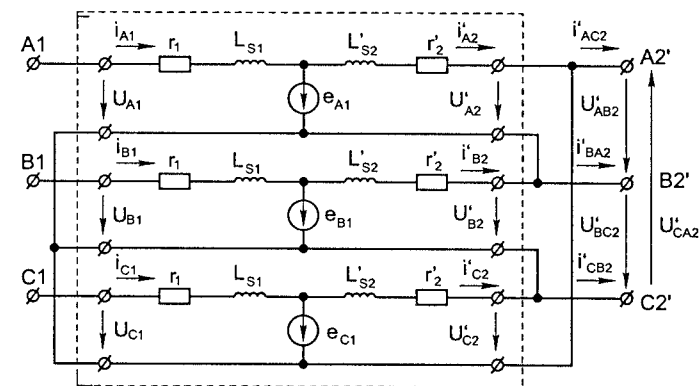 i_A1 L_S1 L'_S2 i'_A2 i'_AC2
A1 r_1 r'_2 A2'
U_A1 e_A1 U'_A2 U'_AB2
i_B1 L_S1 L'_S2 i'_B2 i'_BA2
B1 r_1 r'_2 B2'
U_B1 e_B1 U'_B2 U'_BC2 U'_CA2
i_C1 L_S1 L'_S2 i'_C2 i'_CB2
C1 r_1 r'_2 C2'
U_C1 e_C1 U'_C2